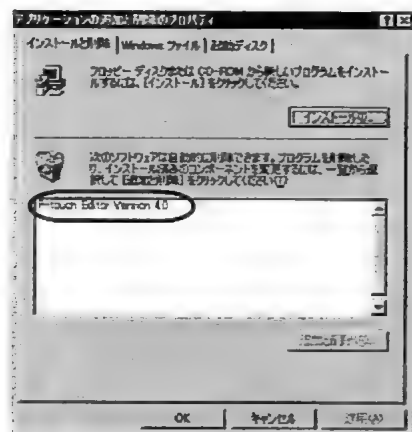 アプリケーションの追加と削除のプロパティ
インストールと削除 Windows ファイル 起動ディスク
フロッピー ディスクまたは CD-ROM から新しいプログラムをインストー
ルするには、[インストール] をクリックしてください。
インストール(I)...
次のソフトウェアは自動的に削除できます。プログラムを削除した
り、インストール済みのコンポーネントを変更するには、一覧から選
択して [追加と削除] をクリックしてください(T)
P-touch Editor Version 4.0
追加と削除(R)...
OK キャンセル 適用(A)